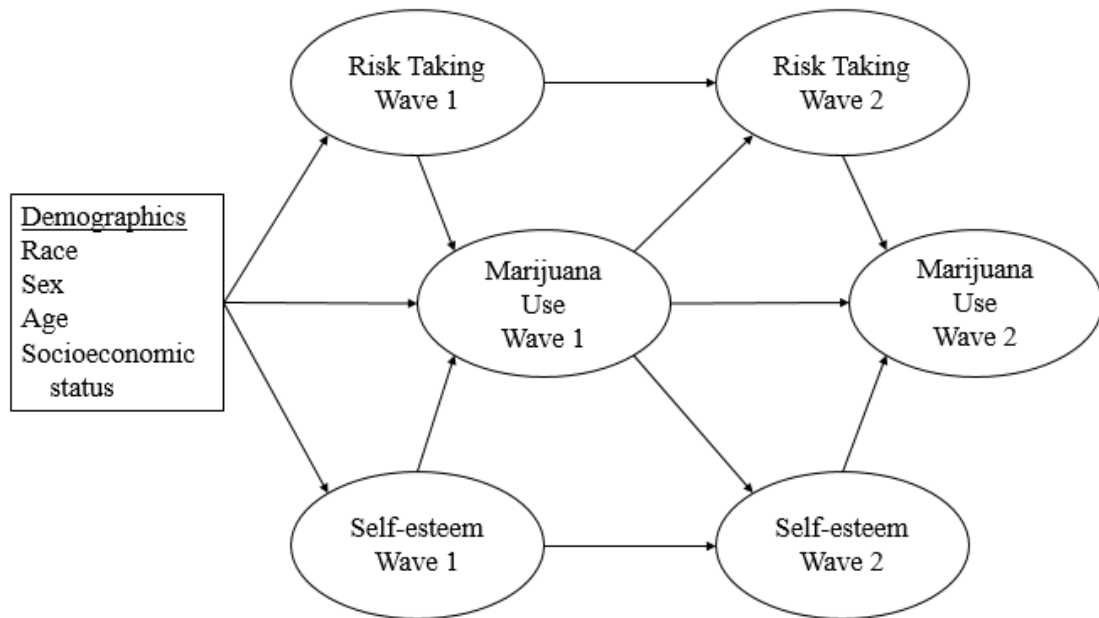 Risk Taking
Wave 1
Risk Taking
Wave 2
Demographics
Race
Sex
Age
Socioeconomic
status
Marijuana
Use
Wave 1
Marijuana
Use
Wave 2
Self-esteem
Wave 1
Self-esteem
Wave 2